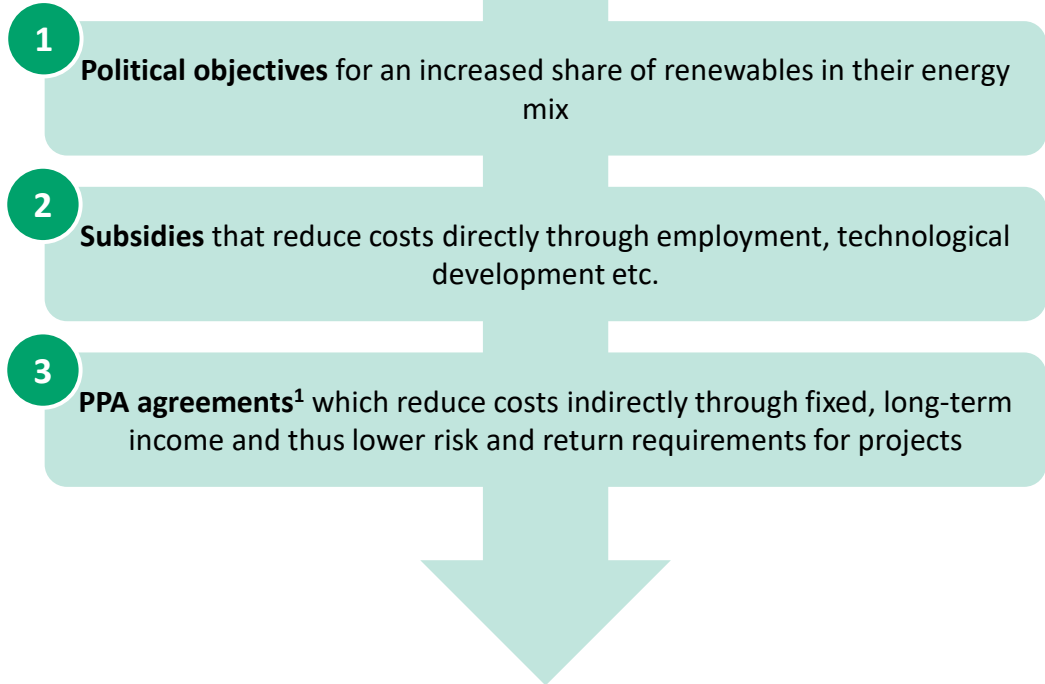 1
Political objectives for an increased share of renewables in their energy
mix
2
Subsidies that reduce costs directly through employment, technological
development etc.
3
PPA agreements¹ which reduce costs indirectly through fixed, long-term
income and thus lower risk and return requirements for projects